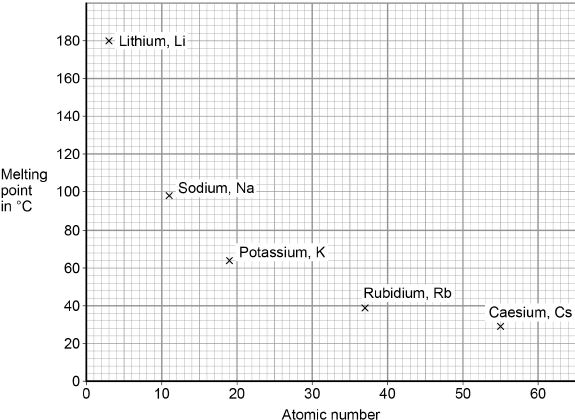 180
Lithium, Li
160
140
120
Melting
point
in °C
100
Sodium, Na
80
Potassium, K
60
Rubidium, Rb
40
Caesium, Cs
20
0
0 10 20 30 40 50 60
Atomic number